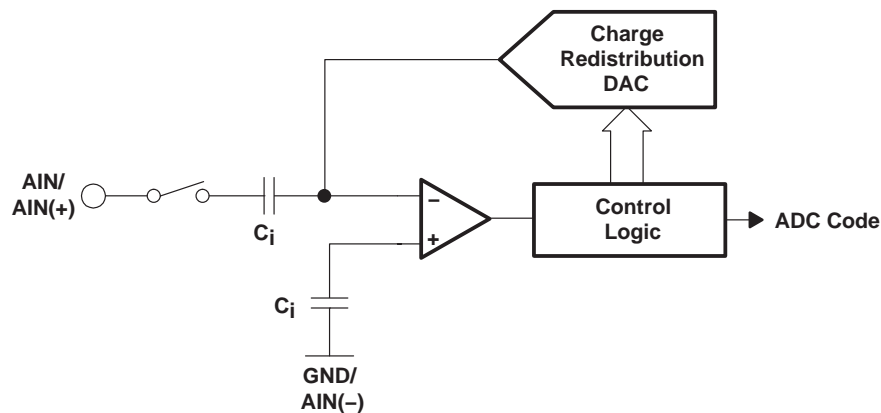 Charge
Redistribution
DAC
AIN/
AIN(+)
Ci
−
+
Control
Logic
ADC Code
Ci
GND/
AIN(−)